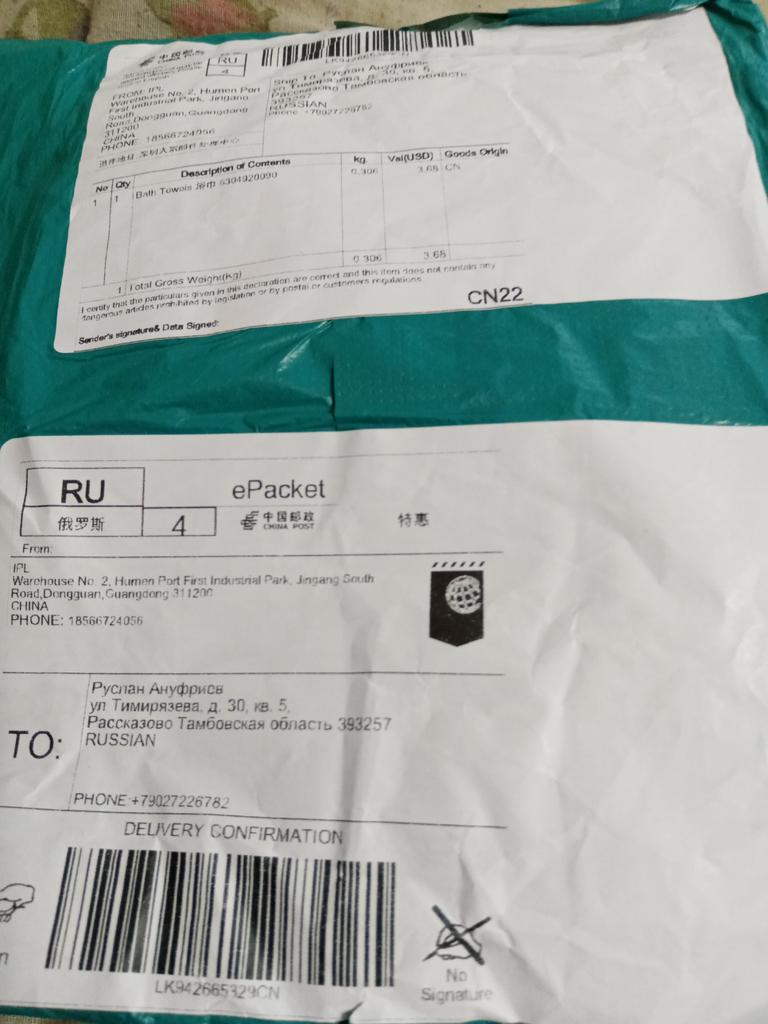 中国邮政
CHINA POST
RU
4
FROM: IPL
Warehouse No. 2, Humen Port
First Industrial Park, Jingang
South
Road,Dongguan,Guangdong
311200
CHINA
PHONE: 18566724056
Ship To: Руслан Ануфриев
ул Тимирязева, д. 30, кв. 5,
Рассказово Тамбовская область
393257
RUSSIAN
Phone: +79027226782
No Qty Description of Contents kg. Val(USD) Goods Origin
1 1 Bath Towels 浴巾 6304920090 0.306 3.68 CN
1 Total Gross Weight(kg) 0.306 3.68
I certify that the particulars given in this declaration are correct and this item does not contain any
dangerous articles prohibited by legislation or by postal or customers regulations
Sender's signature& Data Signed:
CN22
RU ePacket
俄罗斯 4 中国邮政 特惠
CHINA POST
From:
IPL
Warehouse No. 2, Humen Port First Industrial Park, Jingang South
Road,Dongguan,Guangdong 311200
CHINA
PHONE: 18566724056
TO:
Руслан Ануфриев
ул Тимирязева, д. 30, кв. 5,
Рассказово Тамбовская область 393257
RUSSIAN
PHONE:+79027226782
DELIVERY CONFIRMATION
LK942665329CN
No
Signature